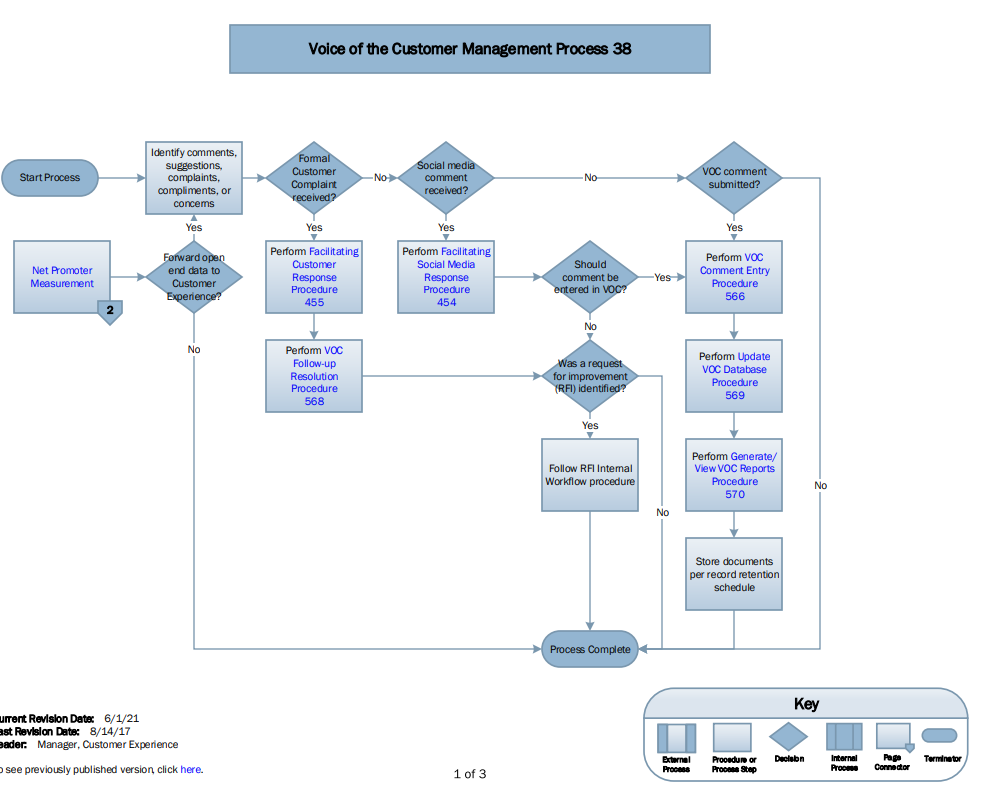 Voice of the Customer Management Process 38
Start Process
Identify comments,
suggestions,
complaints,
compliments, or
concerns
Formal
Customer
Complaint
received?
No
Social media
comment
received?
No
VOC comment
submitted?
Yes
Yes
Yes
Yes
Net Promoter
Measurement
2
Forward open
end data to
Customer
Experience?
Perform Facilitating
Customer
Response
Procedure
455
Perform Facilitating
Social Media
Response
Procedure
454
Should
comment be
entered in VOC?
Yes
Perform VOC
Comment Entry
Procedure
566
No
No
Perform VOC
Follow-up
Resolution
Procedure
568
Was a request
for improvement
(RFI) identified?
Perform Update
VOC Database
Procedure
569
Yes
Follow RFI Internal
Workflow procedure
Perform Generate/
View VOC Reports
Procedure
570
No
No
Store documents
per record retention
schedule
Process Complete
urrent Revision Date: 6/1/21
ast Revision Date: 8/14/17
eader: Manager, Customer Experience
o see previously published version, click here.
1 of 3
Key
External
Process
Procedure or
Process Step
Decision
Internal
Process
Page
Connector
Terminator